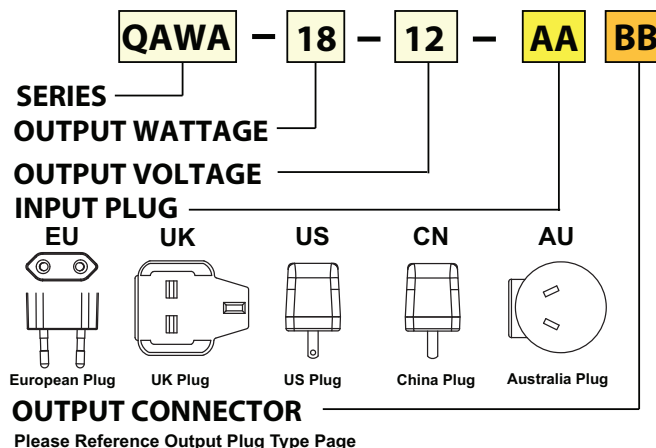 QAWA - 18 - 12 - AA BB
SERIES
OUTPUT WATTAGE
OUTPUT VOLTAGE
INPUT PLUG
EU UK US CN AU
European Plug UK Plug US Plug China Plug Australia Plug
OUTPUT CONNECTOR
Please Reference Output Plug Type Page